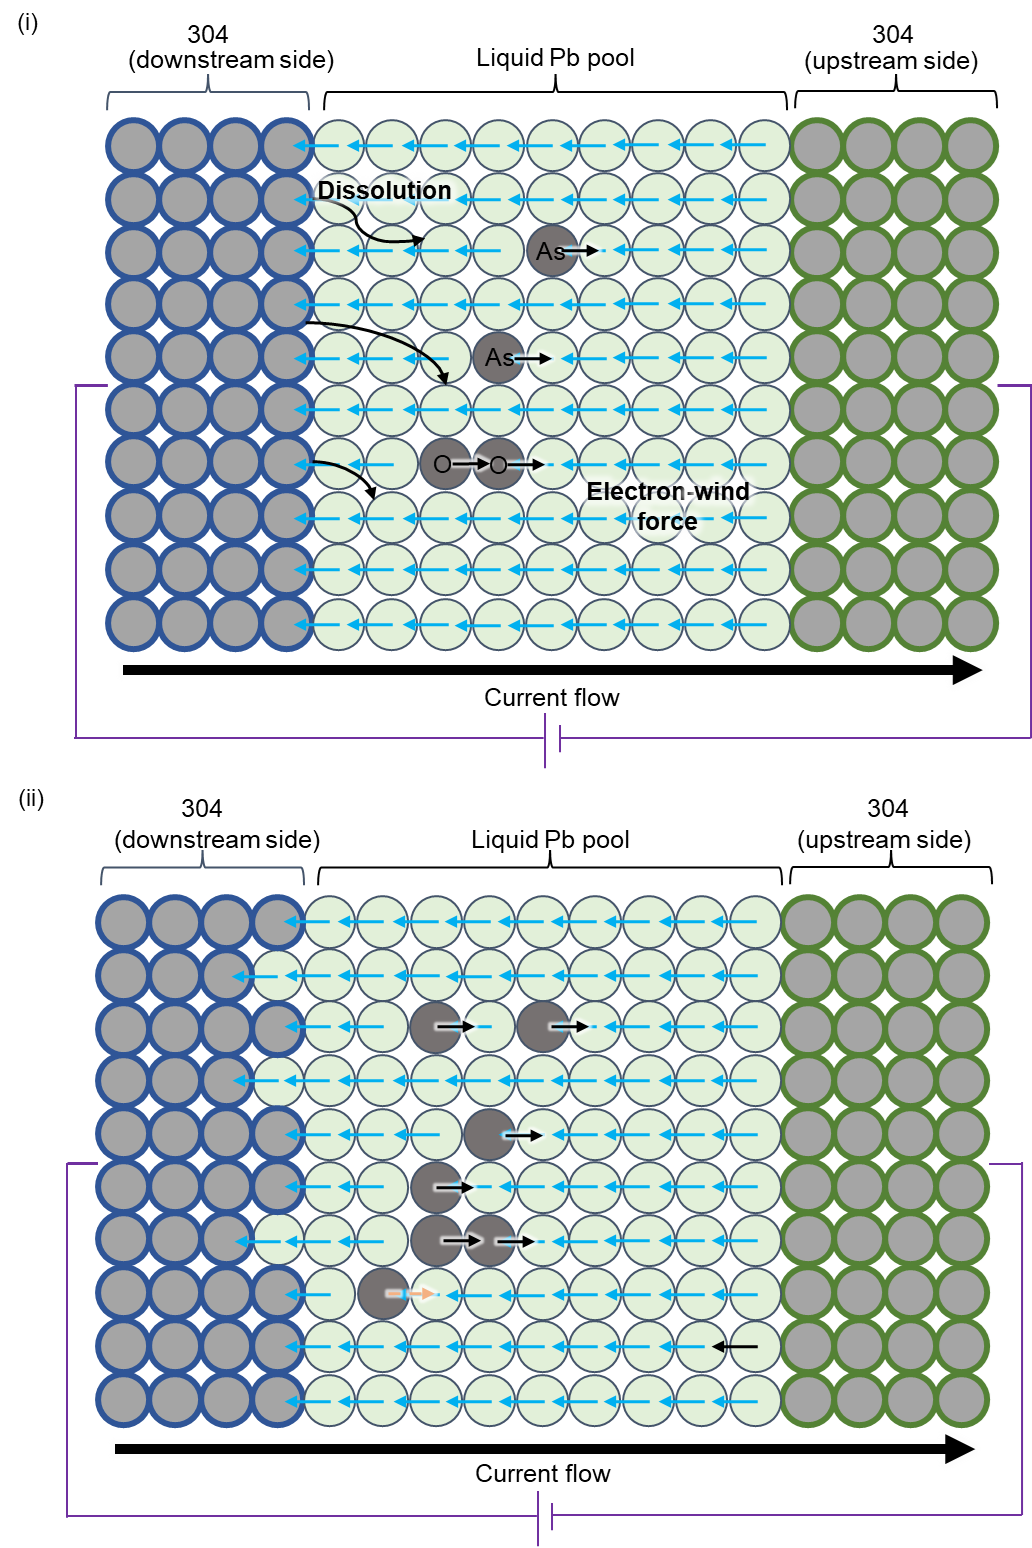 (i)
304
(downstream side)
Liquid Pb pool
304
(upstream side)
Dissolution
As
As
O O
Electron-wind
force
Current flow
(ii)
304
(downstream side)
Liquid Pb pool
304
(upstream side)
Current flow